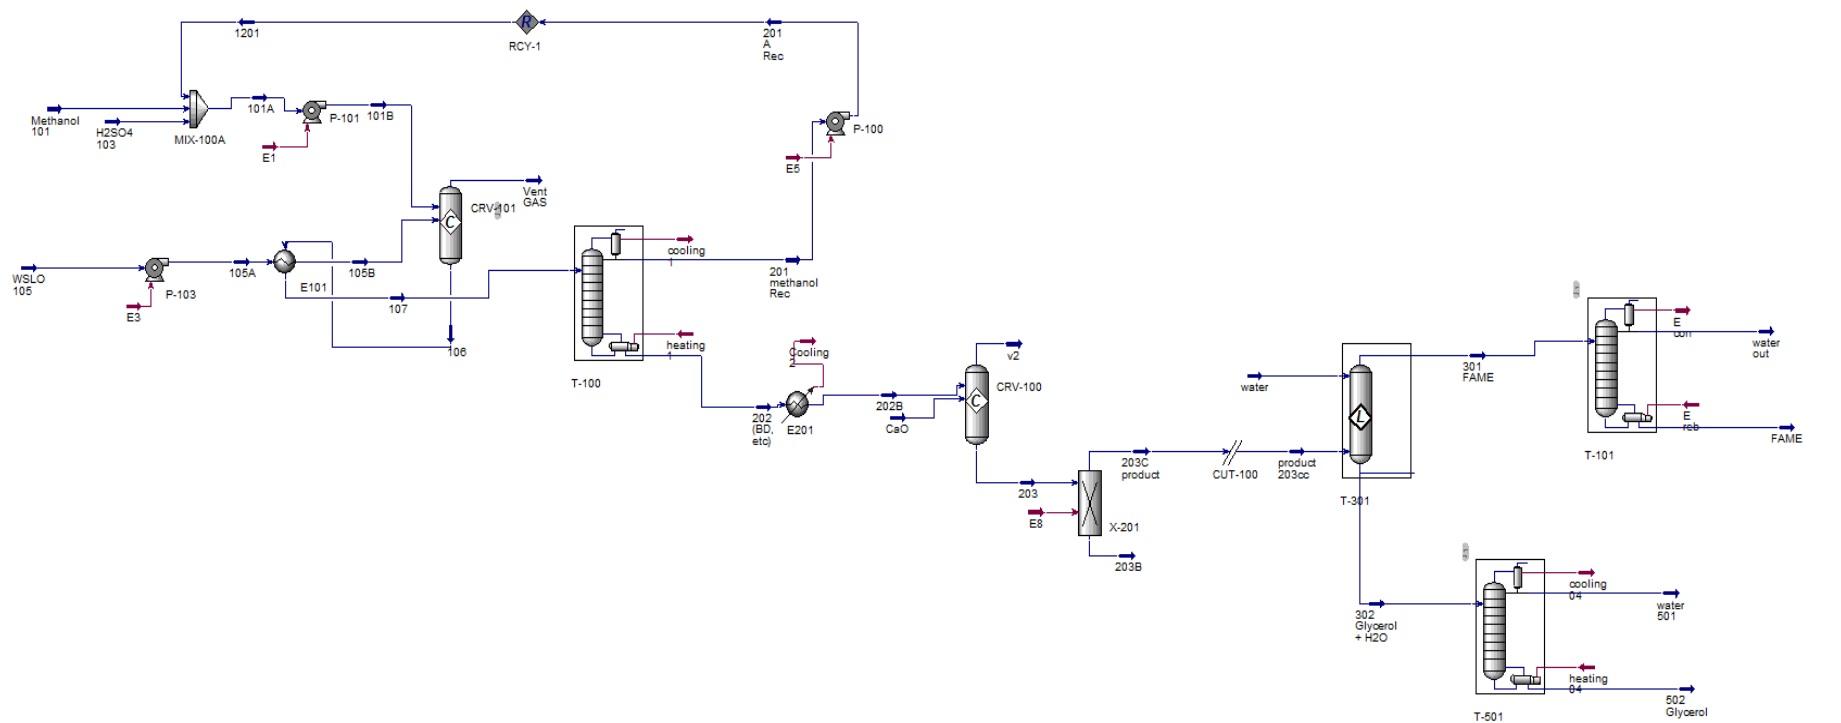 1201
RCY-1
201
A
Rec
Methanol
101
H2SO4
103
MIX-100A
101A
P-101
101B
E1
P-100
E5
Vent
GAS
CRV-101
C
R
WSLO
105
P-103
E3
105A
E101
105B
107
106
cooling
1
201
methanol
Rec
heating
1
T-100
Cooling
2
202
(BD,
etc)
E201
202B
CaO
v2
CRV-100
C
203
E8
X-201
203B
203C
product
CUT-100
product
203cc
water
L
T-301
301
FAME
E
con
water
out
E
reb
FAME
T-101
302
Glycerol
+ H2O
cooling
04
water
501
heating
04
502
Glycerol
T-501